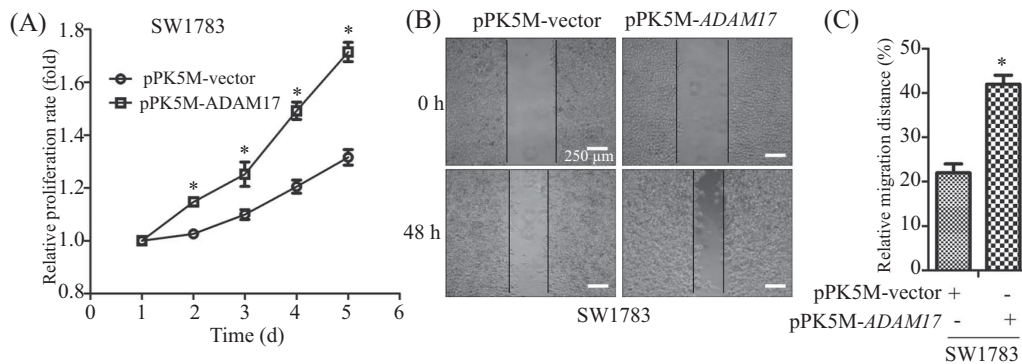 (A)
SW1783
Relative proliferation rate (fold)
1.8
1.6
1.4
1.2
1.0
0.8
pPK5M-vector
pPK5M-ADAM17
*
*
*
*
0 1 2 3 4 5 6
Time (d)
(B)
pPK5M-vector pPK5M-ADAM17
0 h
250 μm
48 h
SW1783
(C)
Relative migration distance (%)
50
40
30
20
10
0
*
pPK5M-vector + -
pPK5M-ADAM17 - +
SW1783